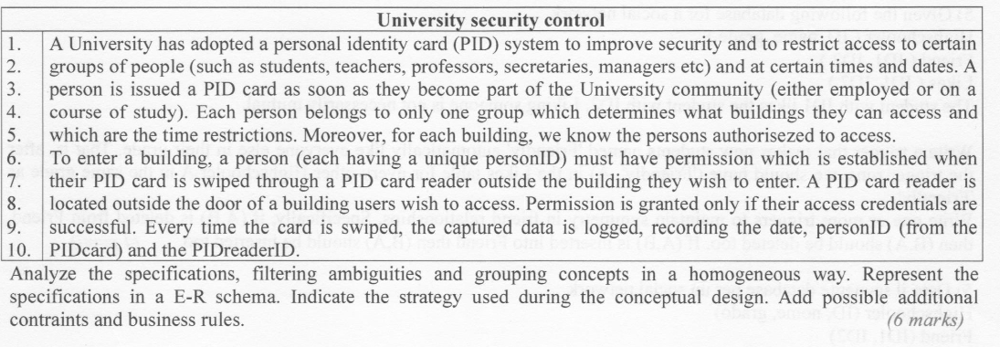 University security control
1. A University has adopted a personal identity card (PID) system to improve security and to restrict access to certain
2. groups of people (such as students, teachers, professors, secretaries, managers etc) and at certain times and dates. A
3. person is issued a PID card as soon as they become part of the University community (either employed or on a
4. course of study). Each person belongs to only one group which determines what buildings they can access and
5. which are the time restrictions. Moreover, for each building, we know the persons authorisezed to access.
6. To enter a building, a person (each having a unique personID) must have permission which is established when
7. their PID card is swiped through a PID card reader outside the building they wish to enter. A PID card reader is
8. located outside the door of a building users wish to access. Permission is granted only if their access credentials are
9. successful. Every time the card is swiped, the captured data is logged, recording the date, personID (from the
10. PIDcard) and the PIDreaderID.
Analyze the specifications, filtering ambiguities and grouping concepts in a homogeneous way. Represent the
specifications in a E-R schema. Indicate the strategy used during the conceptual design. Add possible additional
contraints and business rules. (6 marks)